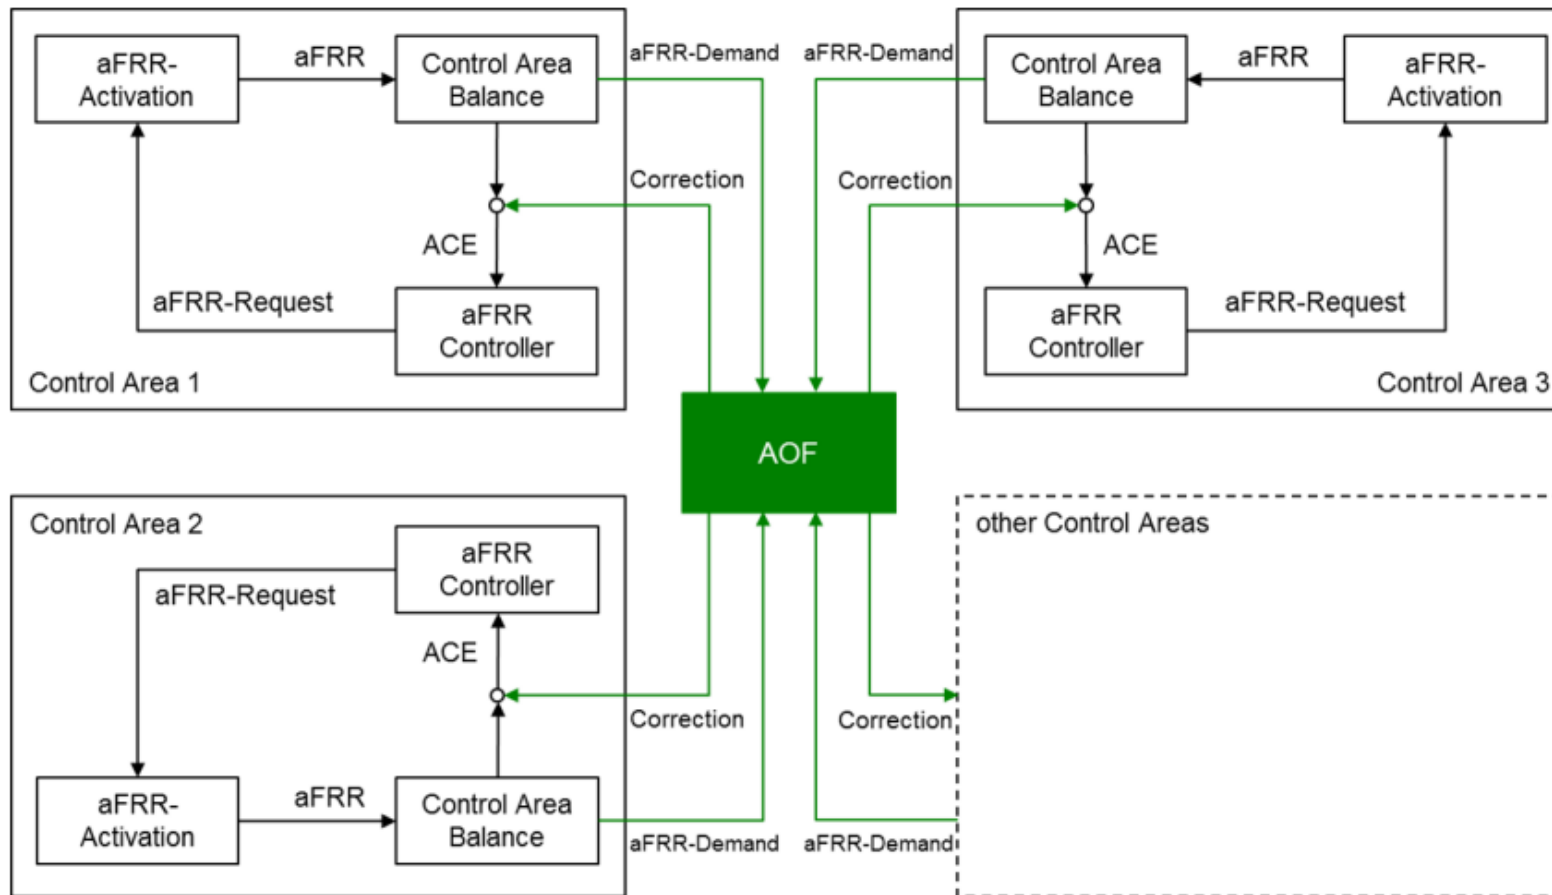 aFRR-
Activation
aFRR
Control Area
Balance
aFRR-Demand
Correction
ACE
aFRR-Request
aFRR
Controller
Control Area 1
aFRR-Demand
Control Area
Balance
aFRR
aFRR-
Activation
Correction
ACE
aFRR
Controller
aFRR-Request
Control Area 3
AOF
Control Area 2
aFRR
Controller
aFRR-Request
ACE
Correction
aFRR-
Activation
aFRR
Control Area
Balance
aFRR-Demand
other Control Areas
Correction
aFRR-Demand